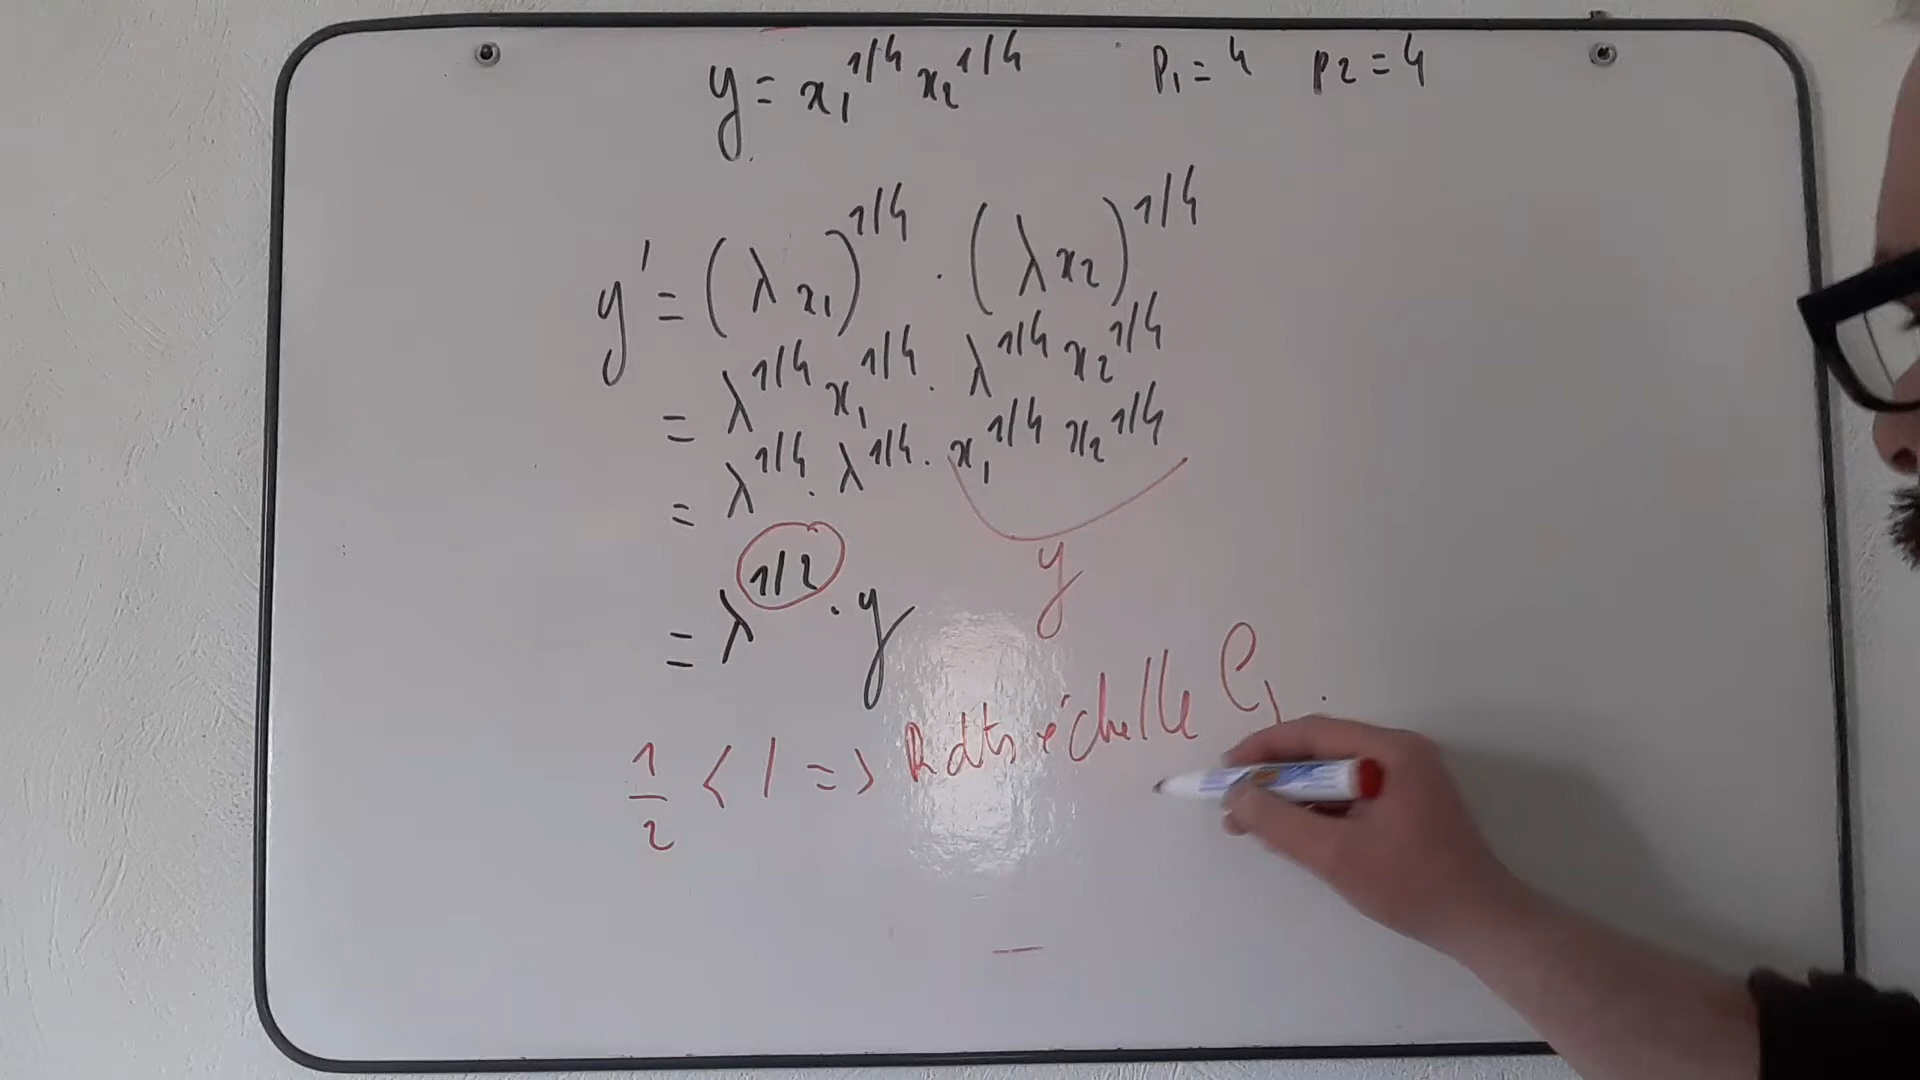 y = x₁^1/4 x₂^1/4 P₁ = 4 P2 = 4
y' = (λx₁)^1/4 · (λx₂)^1/4
= λ^1/4 x₁^1/4 · λ^1/4 x₂^1/4
= λ^1/4 · λ^1/4 · x₁^1/4 x₂^1/4
y
= λ^1/2 · y
1/2 < 1 => Rdts échelle